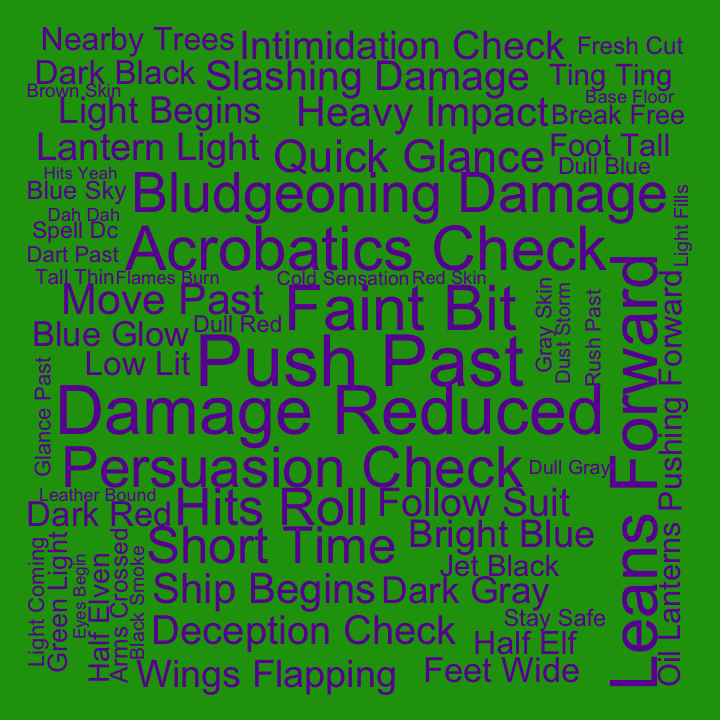 Nearby Trees
Intimidation Check
Fresh Cut
Dark Black
Slashing Damage
Ting Ting
Brown Skin
Base Floor
Light Begins
Heavy Impact
Break Free
Lantern Light
Quick Glance
Foot Tall
Dull Blue
Hits Yeah
Blue Sky
Bludgeoning Damage
Light Fills
Dah Dah
Spell Dc
Acrobatics Check
Dart Past
Tall Thin
Flames Burn
Cold Sensation
Red Skin
Move Past
Faint Bit
Gray Skin
Dust Storm
Rush Past
Leans Forward
Pushing Forward
Blue Glow
Dull Red
Low Lit
Push Past
Glance Past
Damage Reduced
Persuasion Check
Dull Gray
Leather Bound
Dark Red
Hits Roll
Follow Suit
Short Time
Bright Blue
Oil Lanterns
Light Coming
Green Light
Eyes Begin
Half Elven
Arms Crossed
Black Smoke
Jet Black
Ship Begins
Dark Gray
Stay Safe
Deception Check
Half Elf
Wings Flapping
Feet Wide